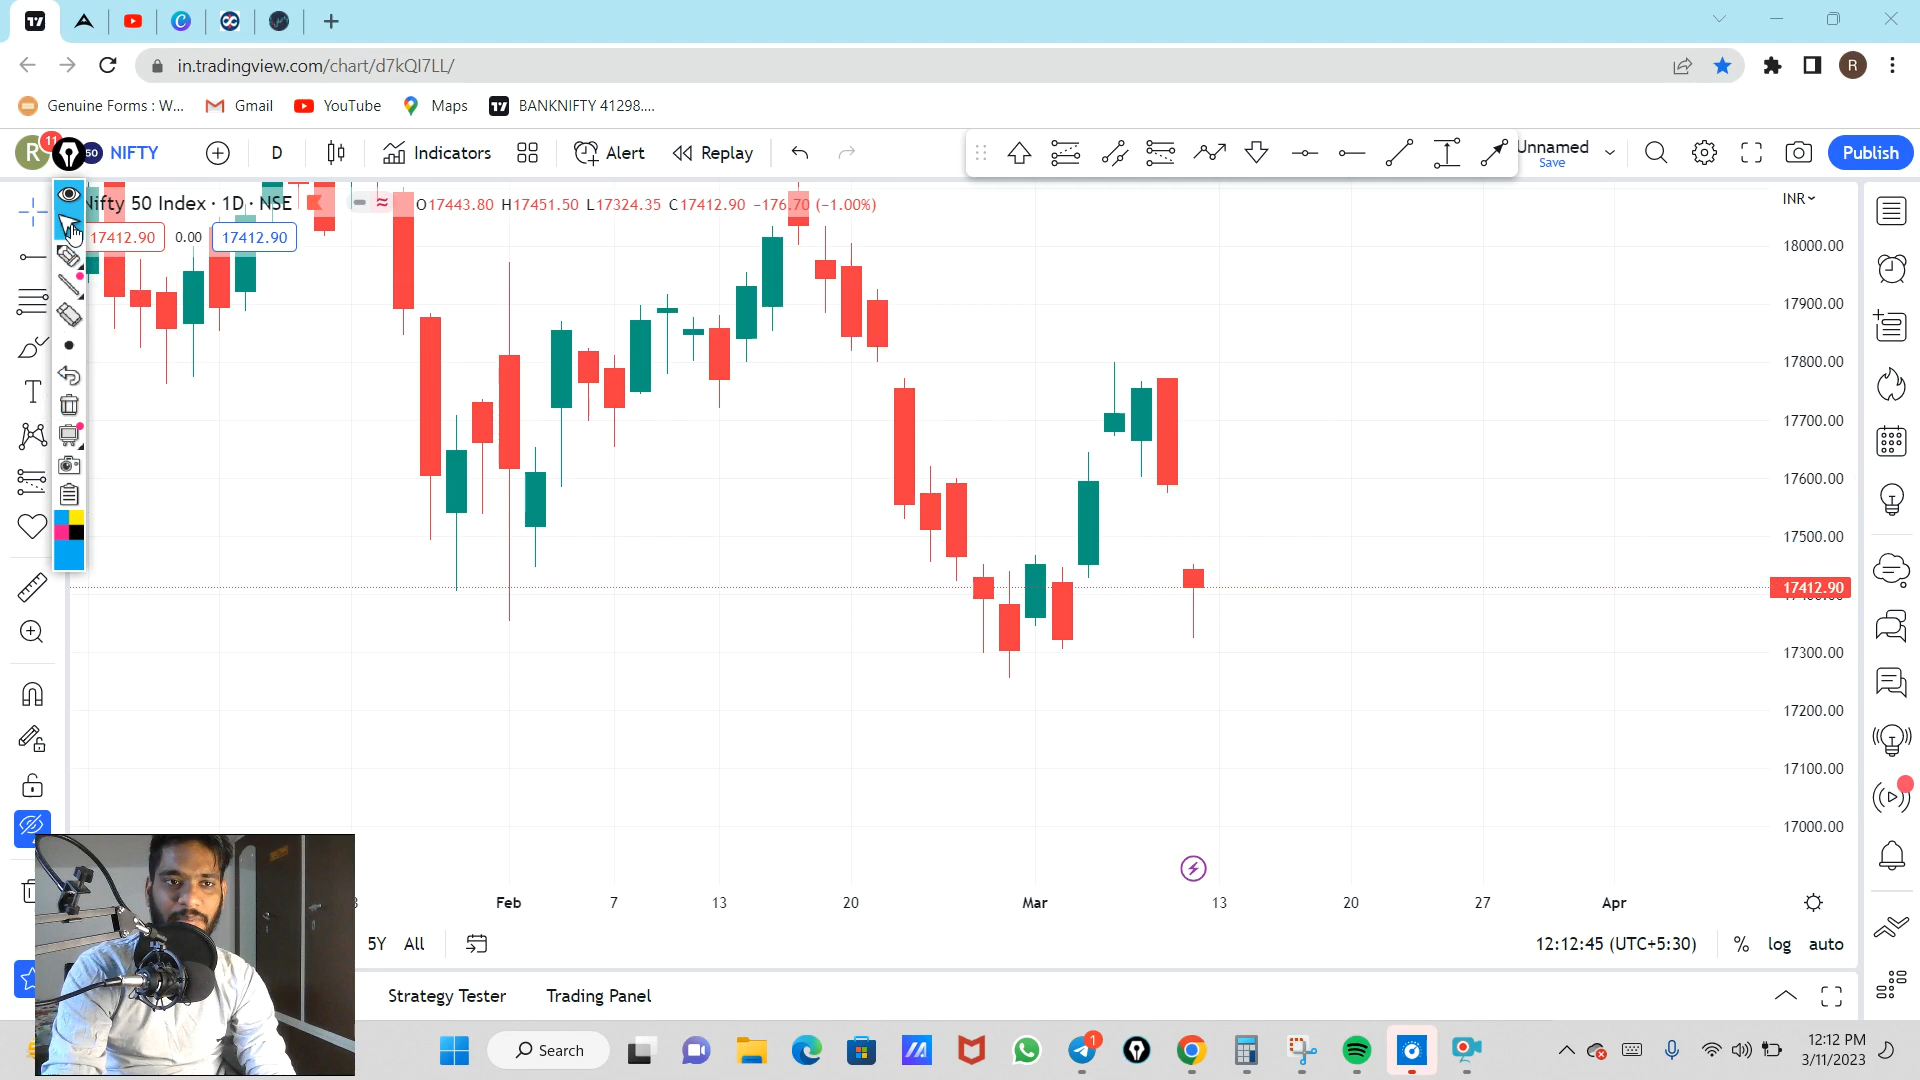 in.tradingview.com/chart/d7kQI7LL/
R
Genuine Forms : W...
Gmail
YouTube
Maps
BANKNIFTY 41298....
R
11
50
NIFTY
D
Indicators
Alert
Replay
Unnamed
Save
Publish
Nifty 50 Index · 1D · NSE
O17443.80 H17451.50 L17324.35 C17412.90 −176.70 (−1.00%)
17412.90
0.00
17412.90
INR
18000.00
17900.00
17800.00
17700.00
17600.00
17500.00
17412.90
17300.00
17200.00
17100.00
17000.00
Feb
7
13
20
Mar
13
20
27
Apr
5Y
All
12:12:45 (UTC+5:30)
%
log
auto
Strategy Tester
Trading Panel
Search
1
12:12 PM
3/11/2023